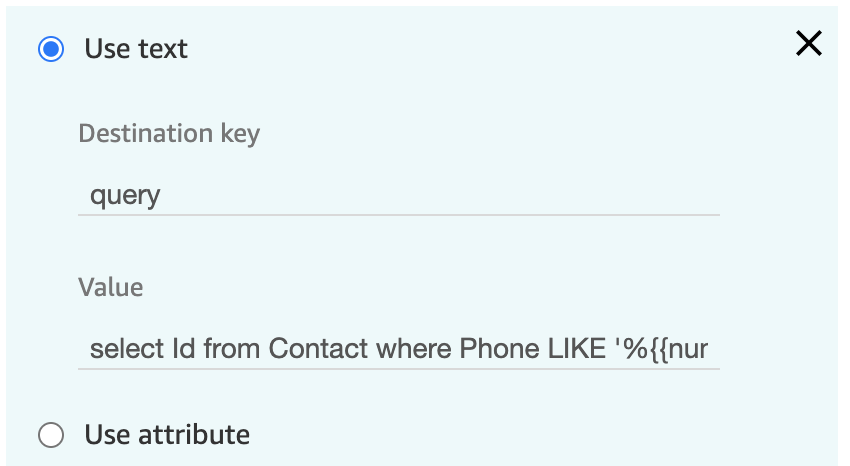 Use text
Destination key
query
Value
select Id from Contact where Phone LIKE '%{{nur
Use attribute